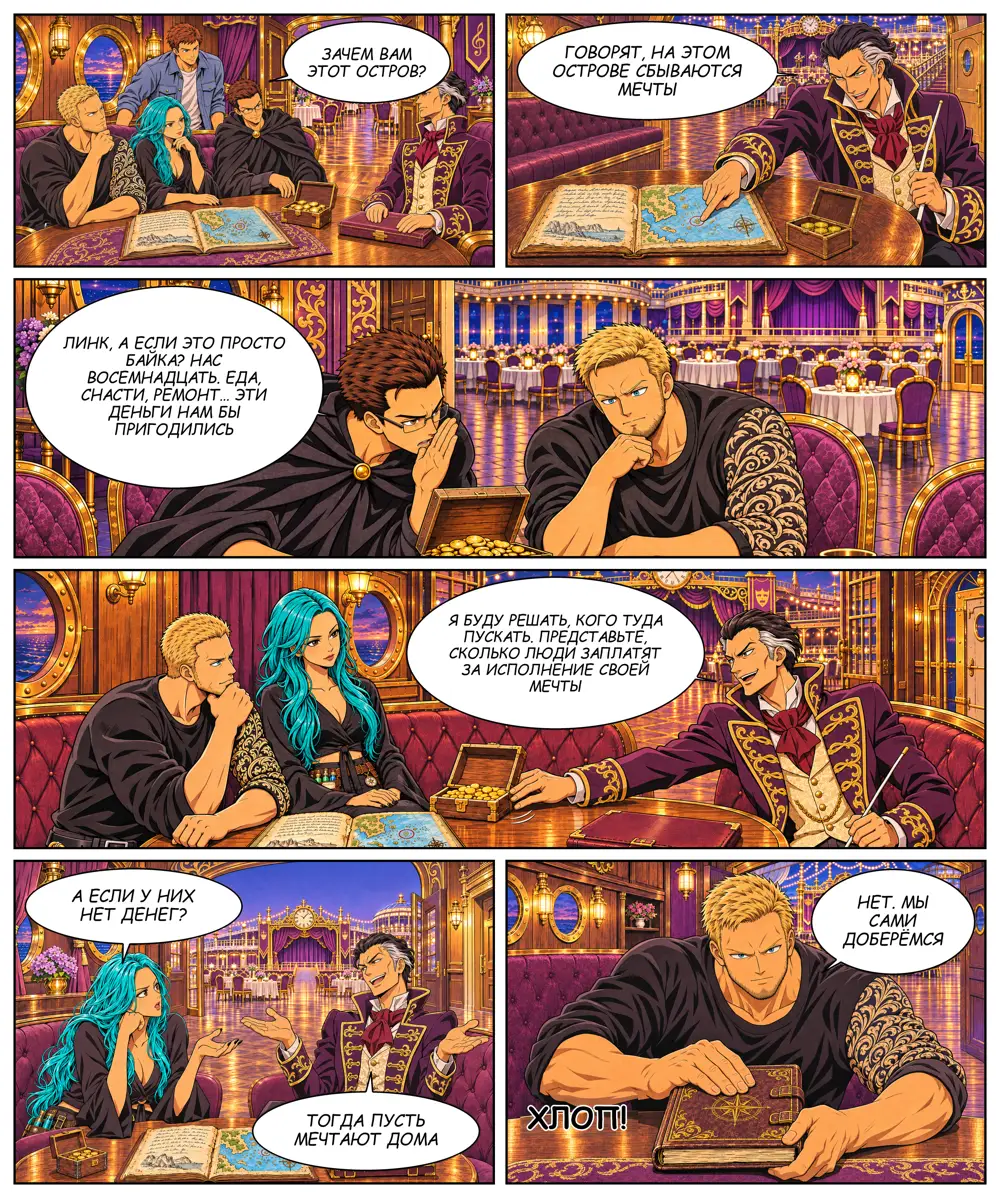 ЗАЧЕМ ВАМ
ЭТОТ ОСТРОВ?
ГОВОРЯТ, НА ЭТОМ
ОСТРОВЕ СБЫВАЮТСЯ
МЕЧТЫ
ЛИНК, А ЕСЛИ ЭТО ПРОСТО
БАЙКА? НАС
ВОСЕМНАДЦАТЬ. ЕДА,
СНАСТИ, РЕМОНТ... ЭТИ
ДЕНЬГИ НАМ БЫ
ПРИГОДИЛИСЬ
Я БУДУ РЕШАТЬ, КОГО ТУДА
ПУСКАТЬ. ПРЕДСТАВЬТЕ,
СКОЛЬКО ЛЮДИ ЗАПЛАТЯТ
ЗА ИСПОЛНЕНИЕ СВОЕЙ
МЕЧТЫ
А ЕСЛИ У НИХ
НЕТ ДЕНЕГ?
ТОГДА ПУСТЬ
МЕЧТАЮТ ДОМА
НЕТ. МЫ
САМИ
ДОБЕРЁМСЯ
ХЛОП!